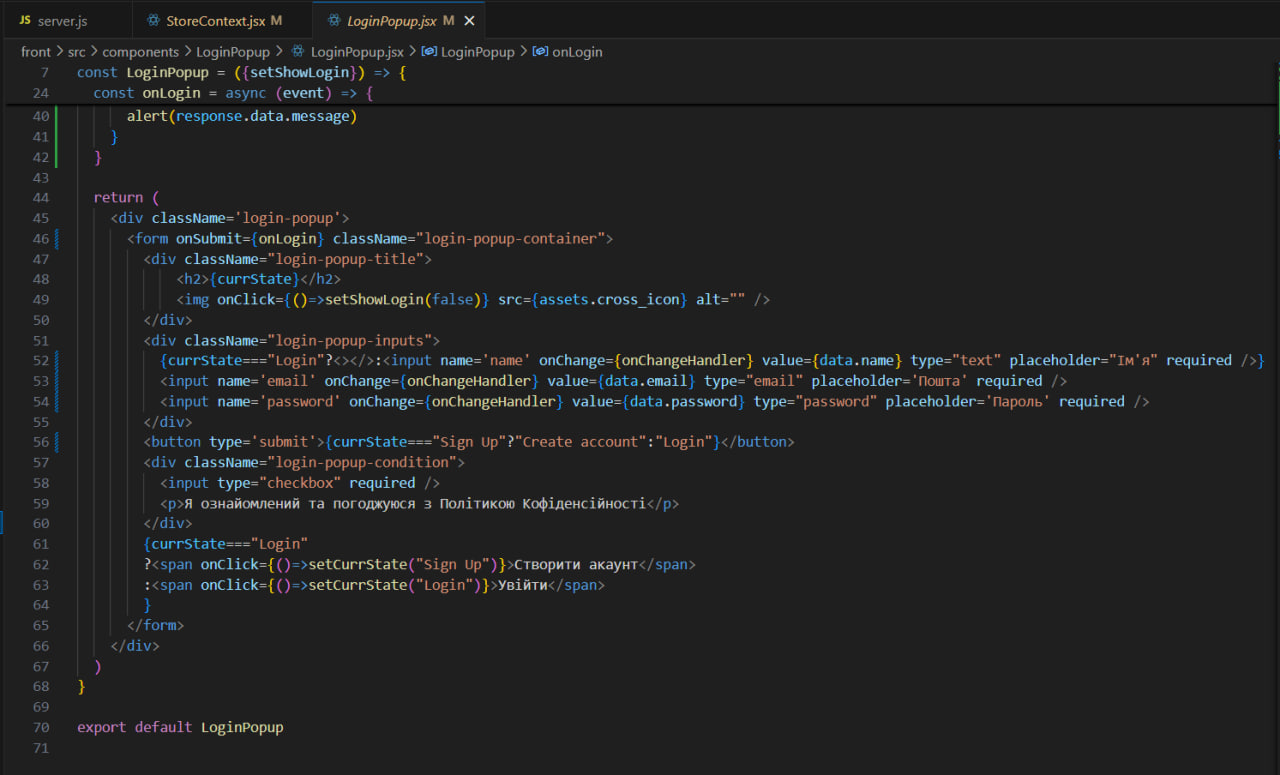 JS server.js
StoreContext.jsx M
LoginPopup.jsx M ×
front > src > components > LoginPopup > LoginPopup.jsx > LoginPopup > onLogin
7 const LoginPopup = ({setShowLogin}) => {
24 const onLogin = async (event) => {
40 alert(response.data.message)
41 }
42 }
43
44 return (
45 <div className='login-popup'>
46 <form onSubmit={onLogin} className="login-popup-container">
47 <div className="login-popup-title">
48 <h2>{currState}</h2>
49 <img onClick={()=>setShowLogin(false)} src={assets.cross_icon} alt="" />
50 </div>
51 <div className="login-popup-inputs">
52 {currState==="Login"?<></>:<input name='name' onChange={onChangeHandler} value={data.name} type="text" placeholder="Ім'я" required />}
53 <input name='email' onChange={onChangeHandler} value={data.email} type="email" placeholder='Пошта' required />
54 <input name='password' onChange={onChangeHandler} value={data.password} type="password" placeholder='Пароль' required />
55 </div>
56 <button type='submit'>{currState==="Sign Up"?"Create account":"Login"}</button>
57 <div className="login-popup-condition">
58 <input type="checkbox" required />
59 <p>Я ознайомлений та погоджуюся з Політикою Кофіденсійності</p>
60 </div>
61 {currState==="Login"
62 ?<span onClick={()=>setCurrState("Sign Up")}>Створити акаунт</span>
63 :<span onClick={()=>setCurrState("Login")}>Увійти</span>
64 }
65 </form>
66 </div>
67 )
68 }
69
70 export default LoginPopup
71